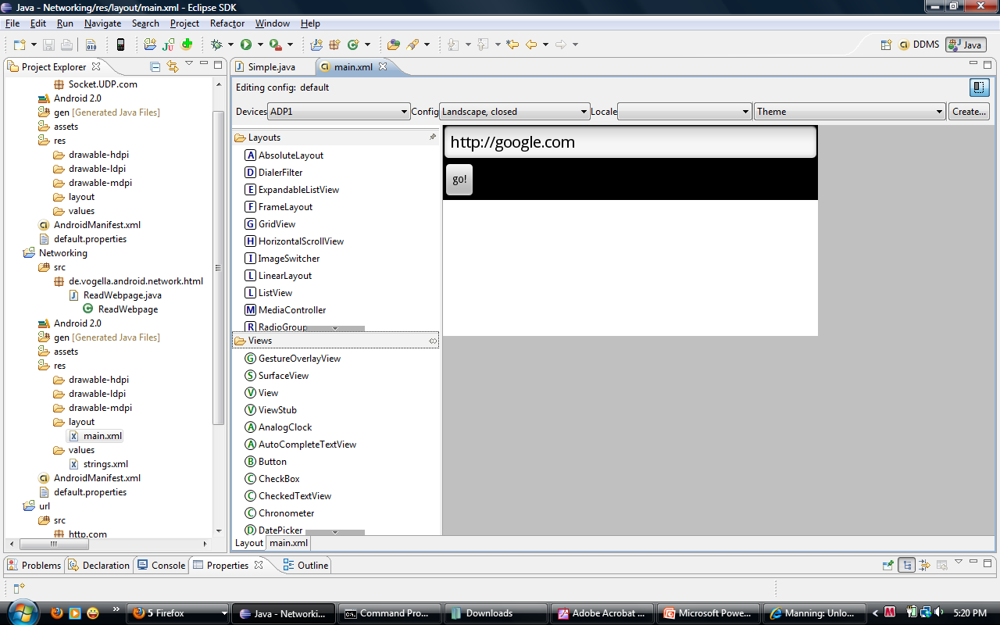 Java - Networking/res/layout/main.xml - Eclipse SDK
File Edit Run Navigate Search Project Refactor Window Help
DDMS Java
Project Explorer
Socket.UDP.com
Android 2.0
gen [Generated Java Files]
assets
res
drawable-hdpi
drawable-ldpi
drawable-mdpi
layout
values
AndroidManifest.xml
default.properties
Networking
src
de.vogella.android.network.html
ReadWebpage.java
ReadWebpage
Android 2.0
gen [Generated Java Files]
assets
res
drawable-hdpi
drawable-ldpi
drawable-mdpi
layout
main.xml
values
strings.xml
AndroidManifest.xml
default.properties
url
src
http.com
Simple.java main.xml
Editing config: default
Devices ADP1 Config Landscape, closed Locale Theme Create...
Layouts
A AbsoluteLayout
D DialerFilter
E ExpandableListView
F FrameLayout
G GridView
H HorizontalScrollView
I ImageSwitcher
L LinearLayout
L ListView
M MediaController
R RadioGroup
Views
G GestureOverlayView
S SurfaceView
V View
V ViewStub
A AnalogClock
A AutoCompleteTextView
B Button
C CheckBox
C CheckedTextView
C Chronometer
D DatePicker
http://google.com
go!
Layout main.xml
Problems Declaration Console Properties Outline
5 Firefox Java - Networki... Command Pro... Downloads Adobe Acrobat ... Microsoft Powe... Manning: Unlo... 5:20 PM